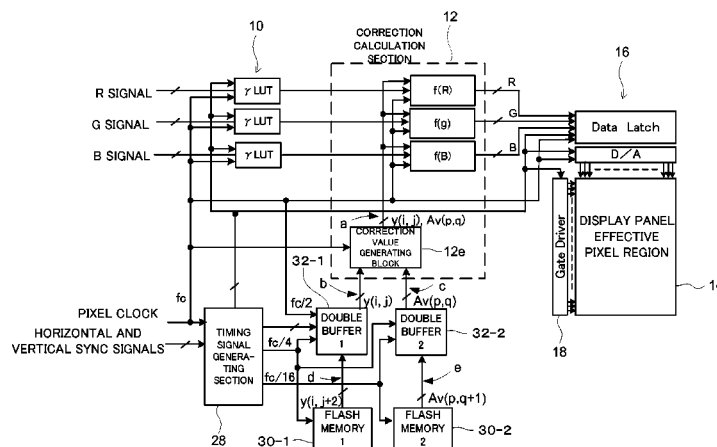 10
CORRECTION
CALCULATION
SECTION
12
16
R SIGNAL
γ LUT
f(R)
R
G SIGNAL
γ LUT
f(g)
G
Data Latch
B SIGNAL
γ LUT
f(B)
B
D/A
a
y(i, j), Av(p,q)
CORRECTION
VALUE
GENERATING
BLOCK
12e
Gate Driver
DISPLAY PANEL
EFFECTIVE
PIXEL REGION
32-1
b
y(i, j)
c
Av(p,q)
18
fc
PIXEL CLOCK
HORIZONTAL AND
VERTICAL SYNC SIGNALS
TIMING
SIGNAL
GENERA-
TING
SECTION
28
fc/2
fc/4
fc/16
DOUBLE
BUFFER
1
DOUBLE
BUFFER
2
32-2
d
y(i, j+2)
e
Av(p,q+1)
FLASH
MEMORY
1
30-1
FLASH
MEMORY
2
30-2